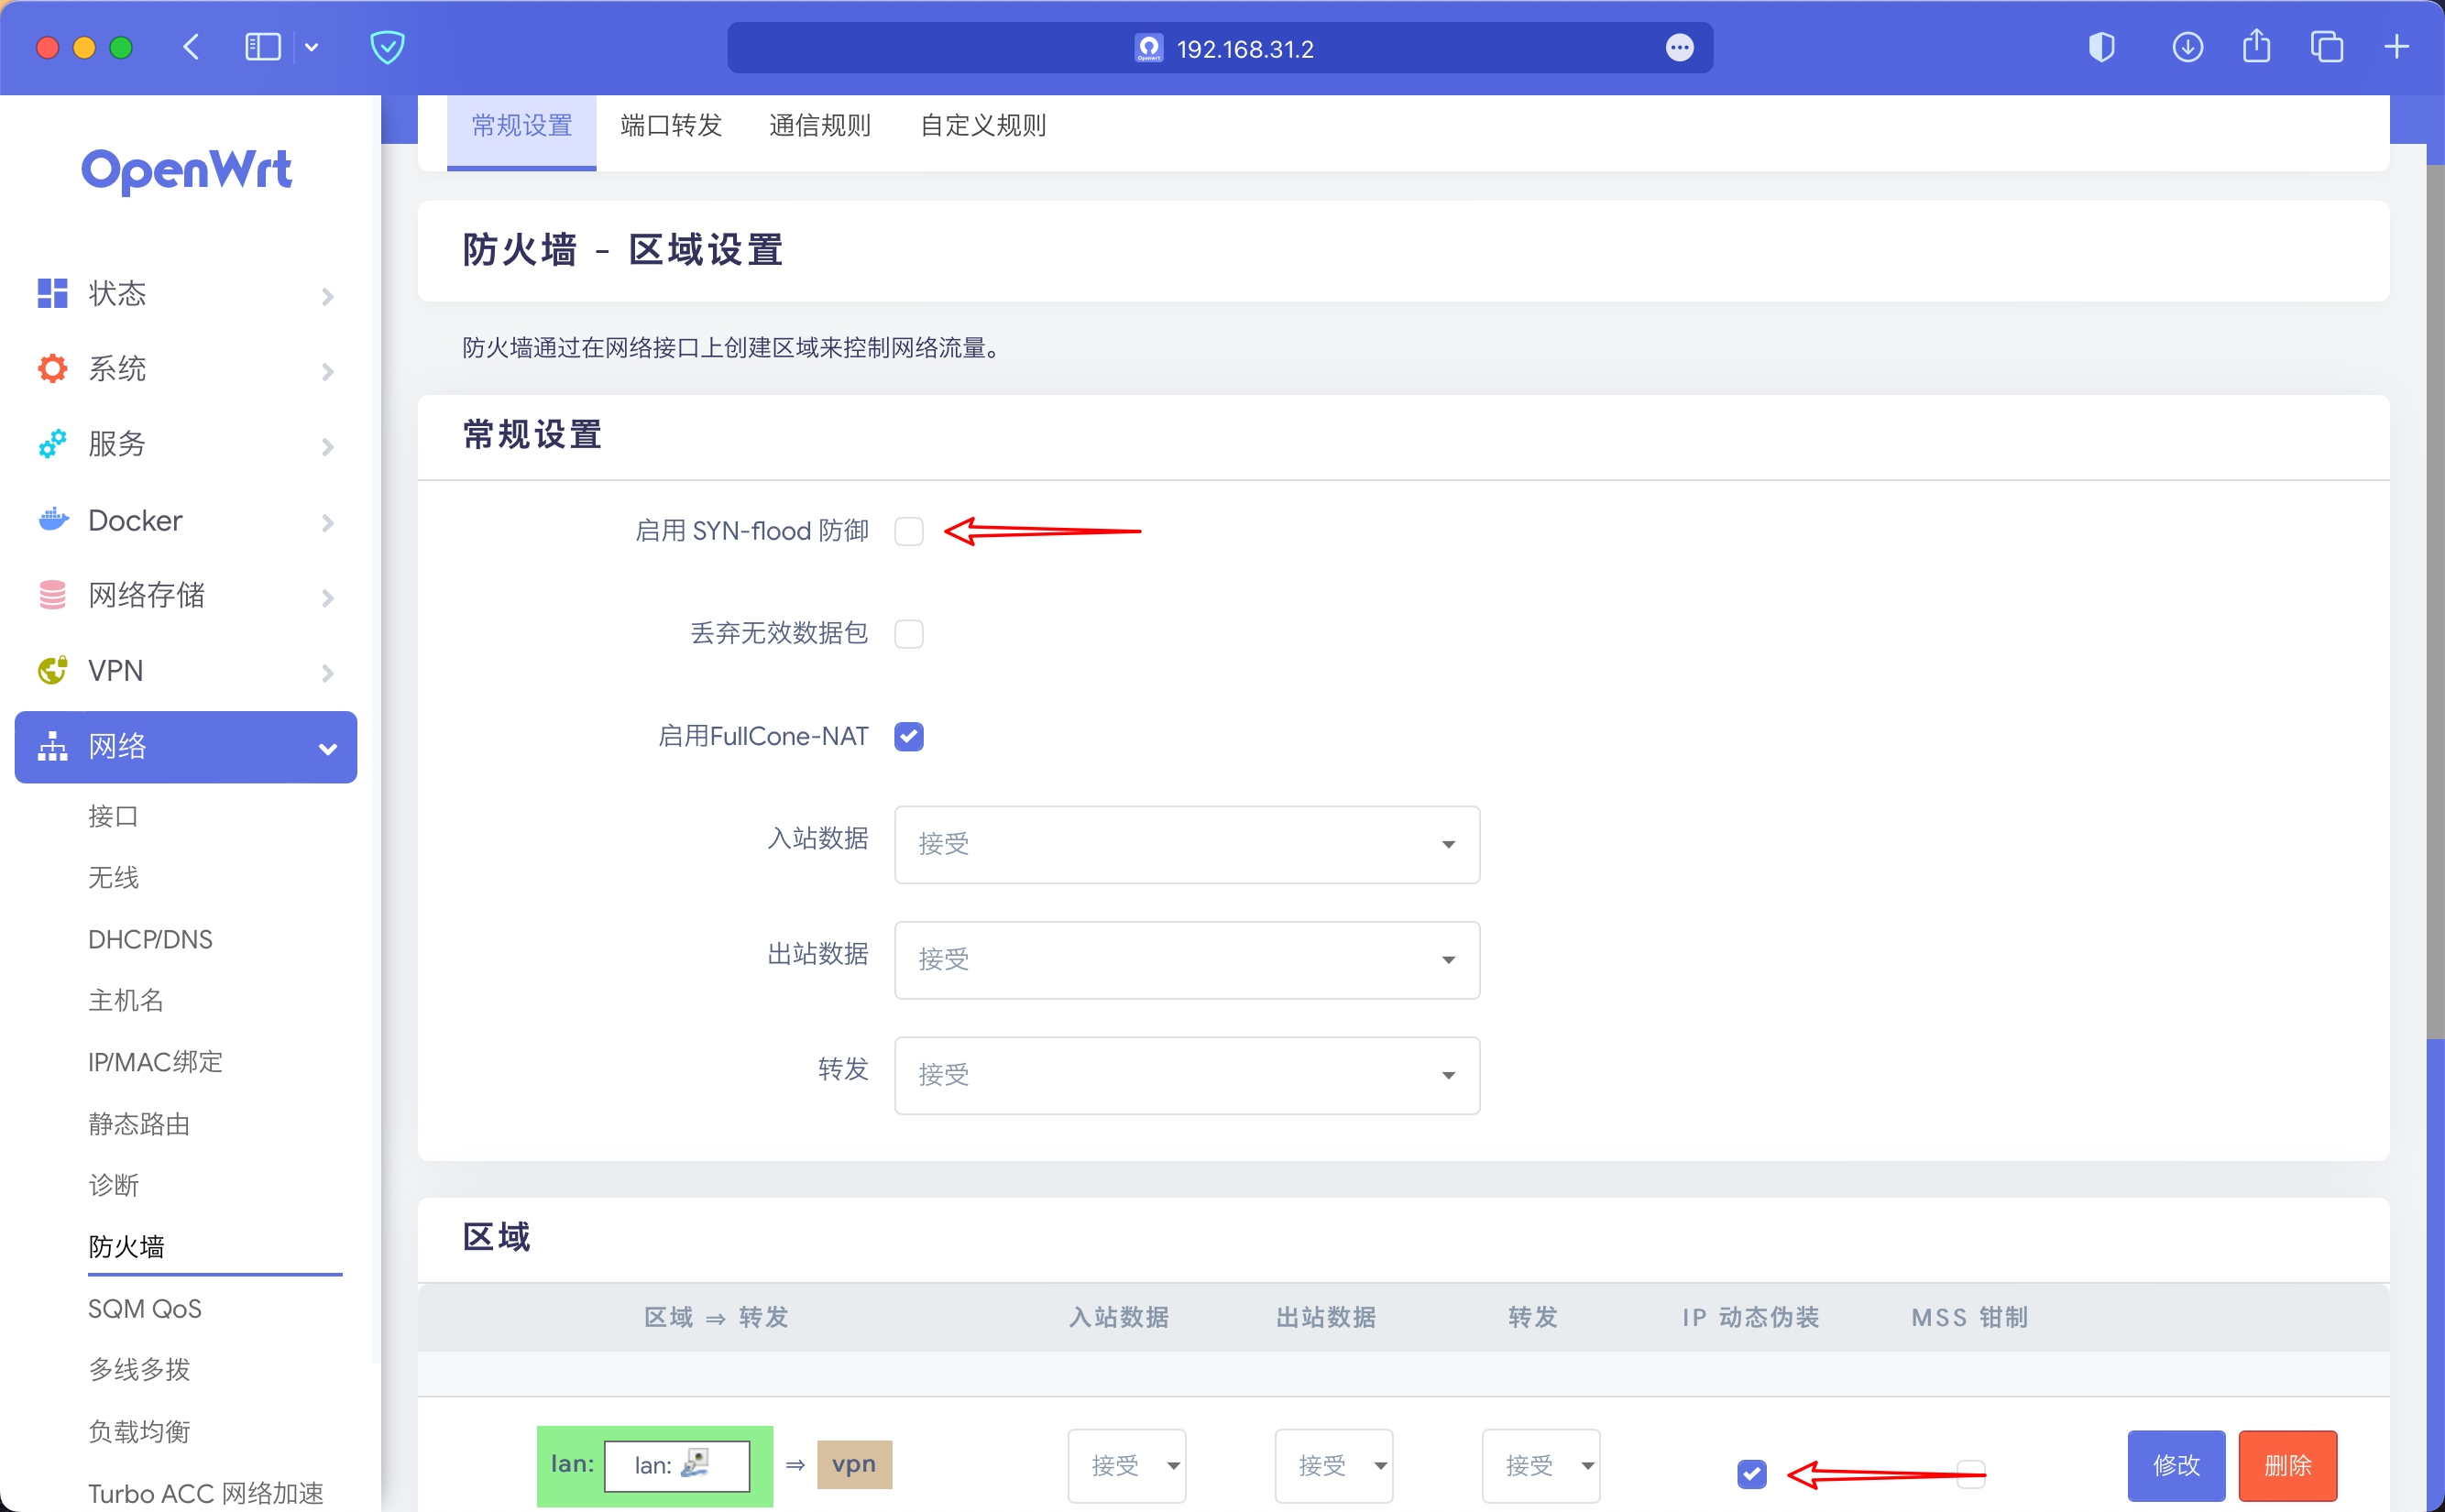 192.168.31.2
OpenWrt
状态
系统
服务
Docker
网络存储
VPN
网络
接口
无线
DHCP/DNS
主机名
IP/MAC绑定
静态路由
诊断
防火墙
SQM QoS
多线多拨
负载均衡
Turbo ACC 网络加速
常规设置 端口转发 通信规则 自定义规则
防火墙 - 区域设置
防火墙通过在网络接口上创建区域来控制网络流量。
常规设置
启用 SYN-flood 防御
丢弃无效数据包
启用FullCone-NAT
入站数据 接受
出站数据 接受
转发 接受
区域
区域 ⇒ 转发 入站数据 出站数据 转发 IP 动态伪装 MSS 钳制
lan: lan: ⇒ vpn 接受 接受 接受 修改 删除